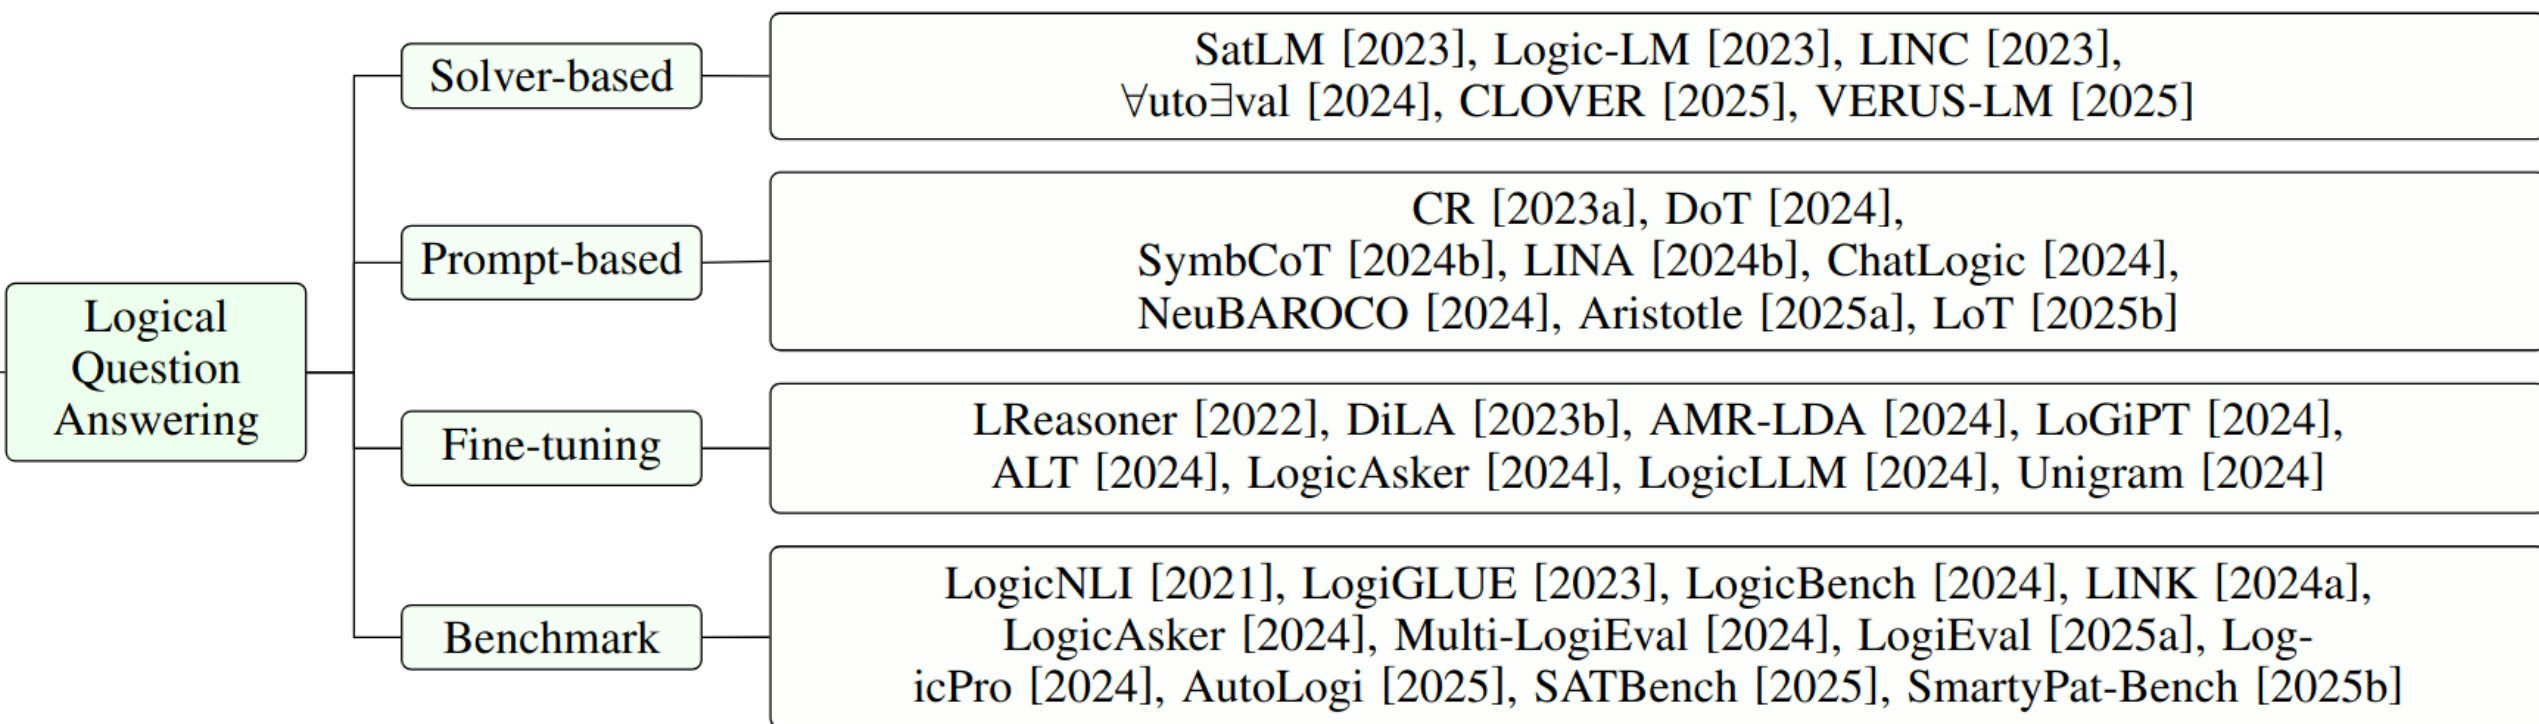 Logical
Question
Answering
Solver-based
SatLM [2023], Logic-LM [2023], LINC [2023],
∀uto∃val [2024], CLOVER [2025], VERUS-LM [2025]
Prompt-based
CR [2023a], DoT [2024],
SymbCoT [2024b], LINA [2024b], ChatLogic [2024],
NeuBAROCO [2024], Aristotle [2025a], LoT [2025b]
Fine-tuning
LReasoner [2022], DiLA [2023b], AMR-LDA [2024], LoGiPT [2024],
ALT [2024], LogicAsker [2024], LogicLLM [2024], Unigram [2024]
Benchmark
LogicNLI [2021], LogiGLUE [2023], LogicBench [2024], LINK [2024a],
LogicAsker [2024], Multi-LogiEval [2024], LogiEval [2025a], Log-
icPro [2024], AutoLogi [2025], SATBench [2025], SmartyPat-Bench [2025b]